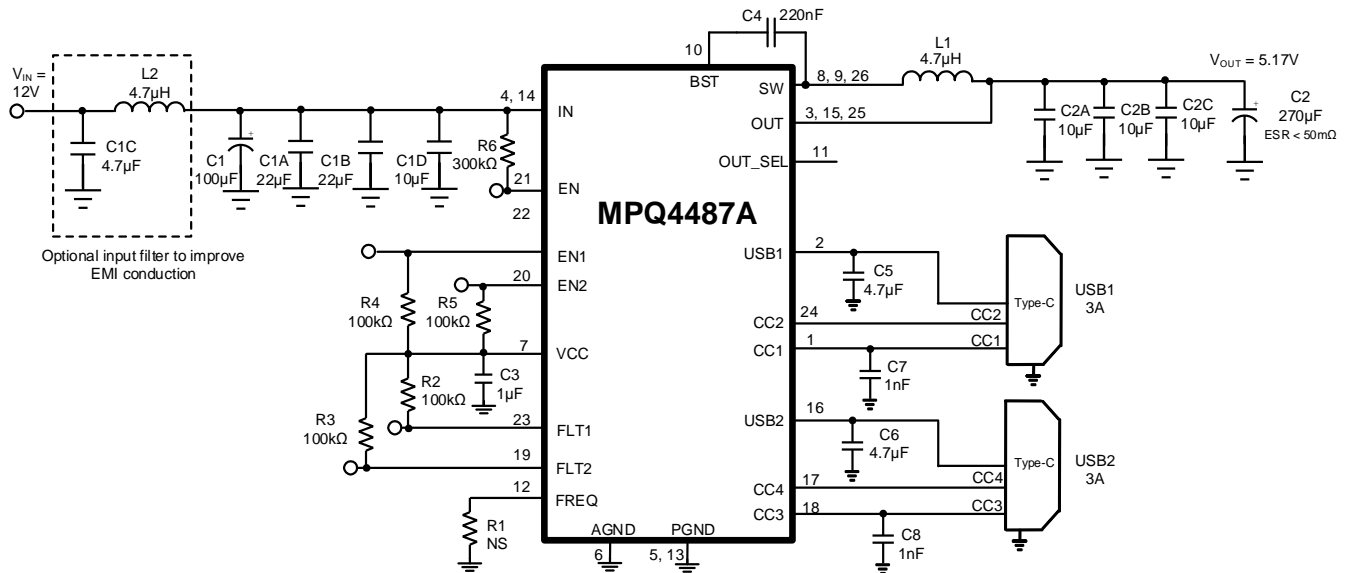 C4
220nF
10
BST
L1
4.7µH
SW
8, 9, 26
VOUT = 5.17V
OUT
3, 15, 25
C2A
10µF
C2B
10µF
C2C
10µF
C2
270µF
ESR < 50mΩ
+
OUT_SEL
11
VIN =
12V
L2
4.7µH
C1C
4.7µF
Optional input filter to improve
EMI conduction
+
C1
100µF
C1A
22µF
C1B
22µF
C1D
10µF
R6
300kΩ
4, 14
IN
21
EN
22
EN1
20
EN2
R4
100kΩ
R5
100kΩ
7
VCC
R2
100kΩ
C3
1µF
R3
100kΩ
23
FLT1
19
FLT2
12
FREQ
R1
NS
MPQ4487A
AGND
6
PGND
5, 13
USB1
2
C5
4.7µF
Type-C
USB1
3A
CC2
24
CC2
CC1
1
CC1
C7
1nF
USB2
16
C6
4.7µF
Type-C
USB2
3A
CC4
17
CC4
CC3
18
CC3
C8
1nF